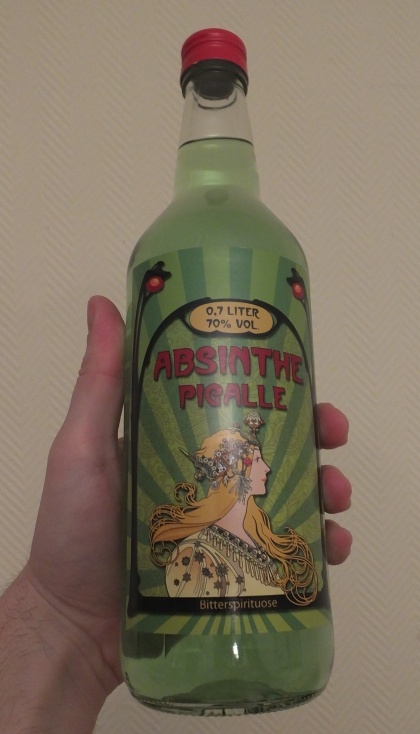 0,7 LITER
70% VOL.
ABSINTHE
PIGALLE
Bitterspirituose